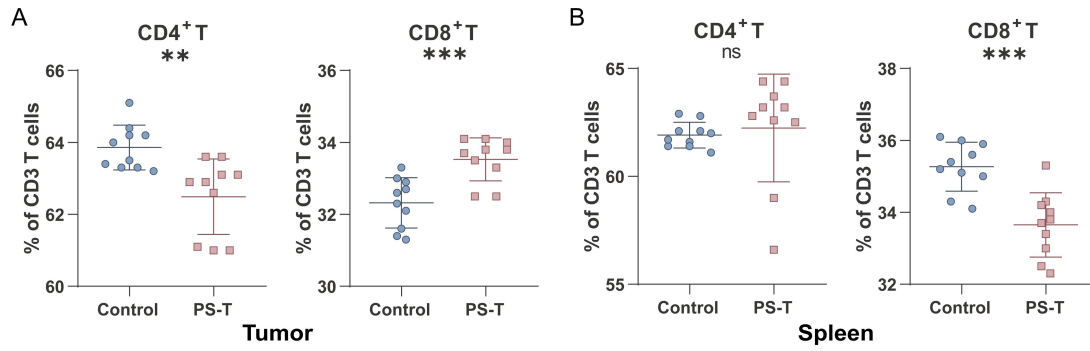 A
B
CD4⁺ T
**
% of CD3 T cells
66
64
62
60
Control
PS-T
CD8⁺ T
***
% of CD3 T cells
36
34
32
30
Control
PS-T
Tumor
CD4⁺ T
ns
% of CD3 T cells
65
60
55
Control
PS-T
CD8⁺ T
***
% of CD3 T cells
38
36
34
32
Control
PS-T
Spleen